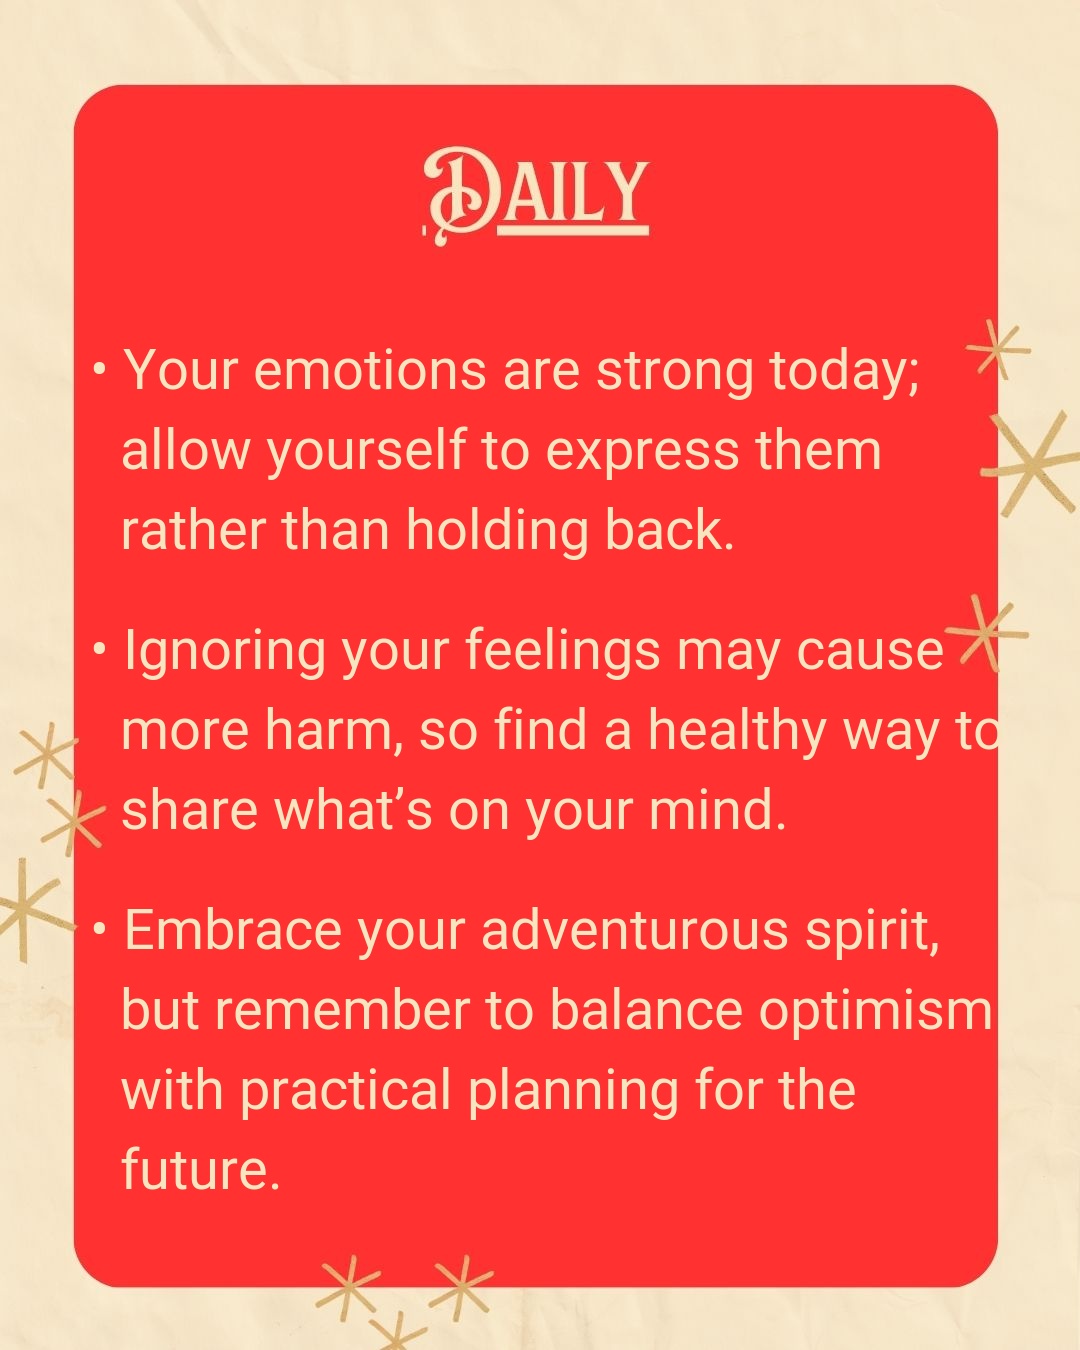 Daily
• Your emotions are strong today;
allow yourself to express them
rather than holding back.
• Ignoring your feelings may cause
more harm, so find a healthy way to
share what’s on your mind.
• Embrace your adventurous spirit,
but remember to balance optimism
with practical planning for the
future.